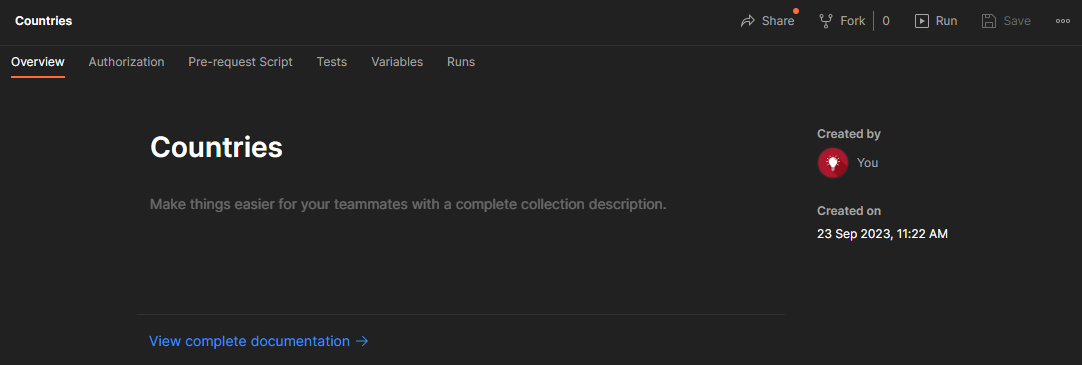 Countries
Share
Fork
0
Run
Save
Overview
Authorization
Pre-request Script
Tests
Variables
Runs
Countries
Make things easier for your teammates with a complete collection description.
View complete documentation →
Created by
You
Created on
23 Sep 2023, 11:22 AM